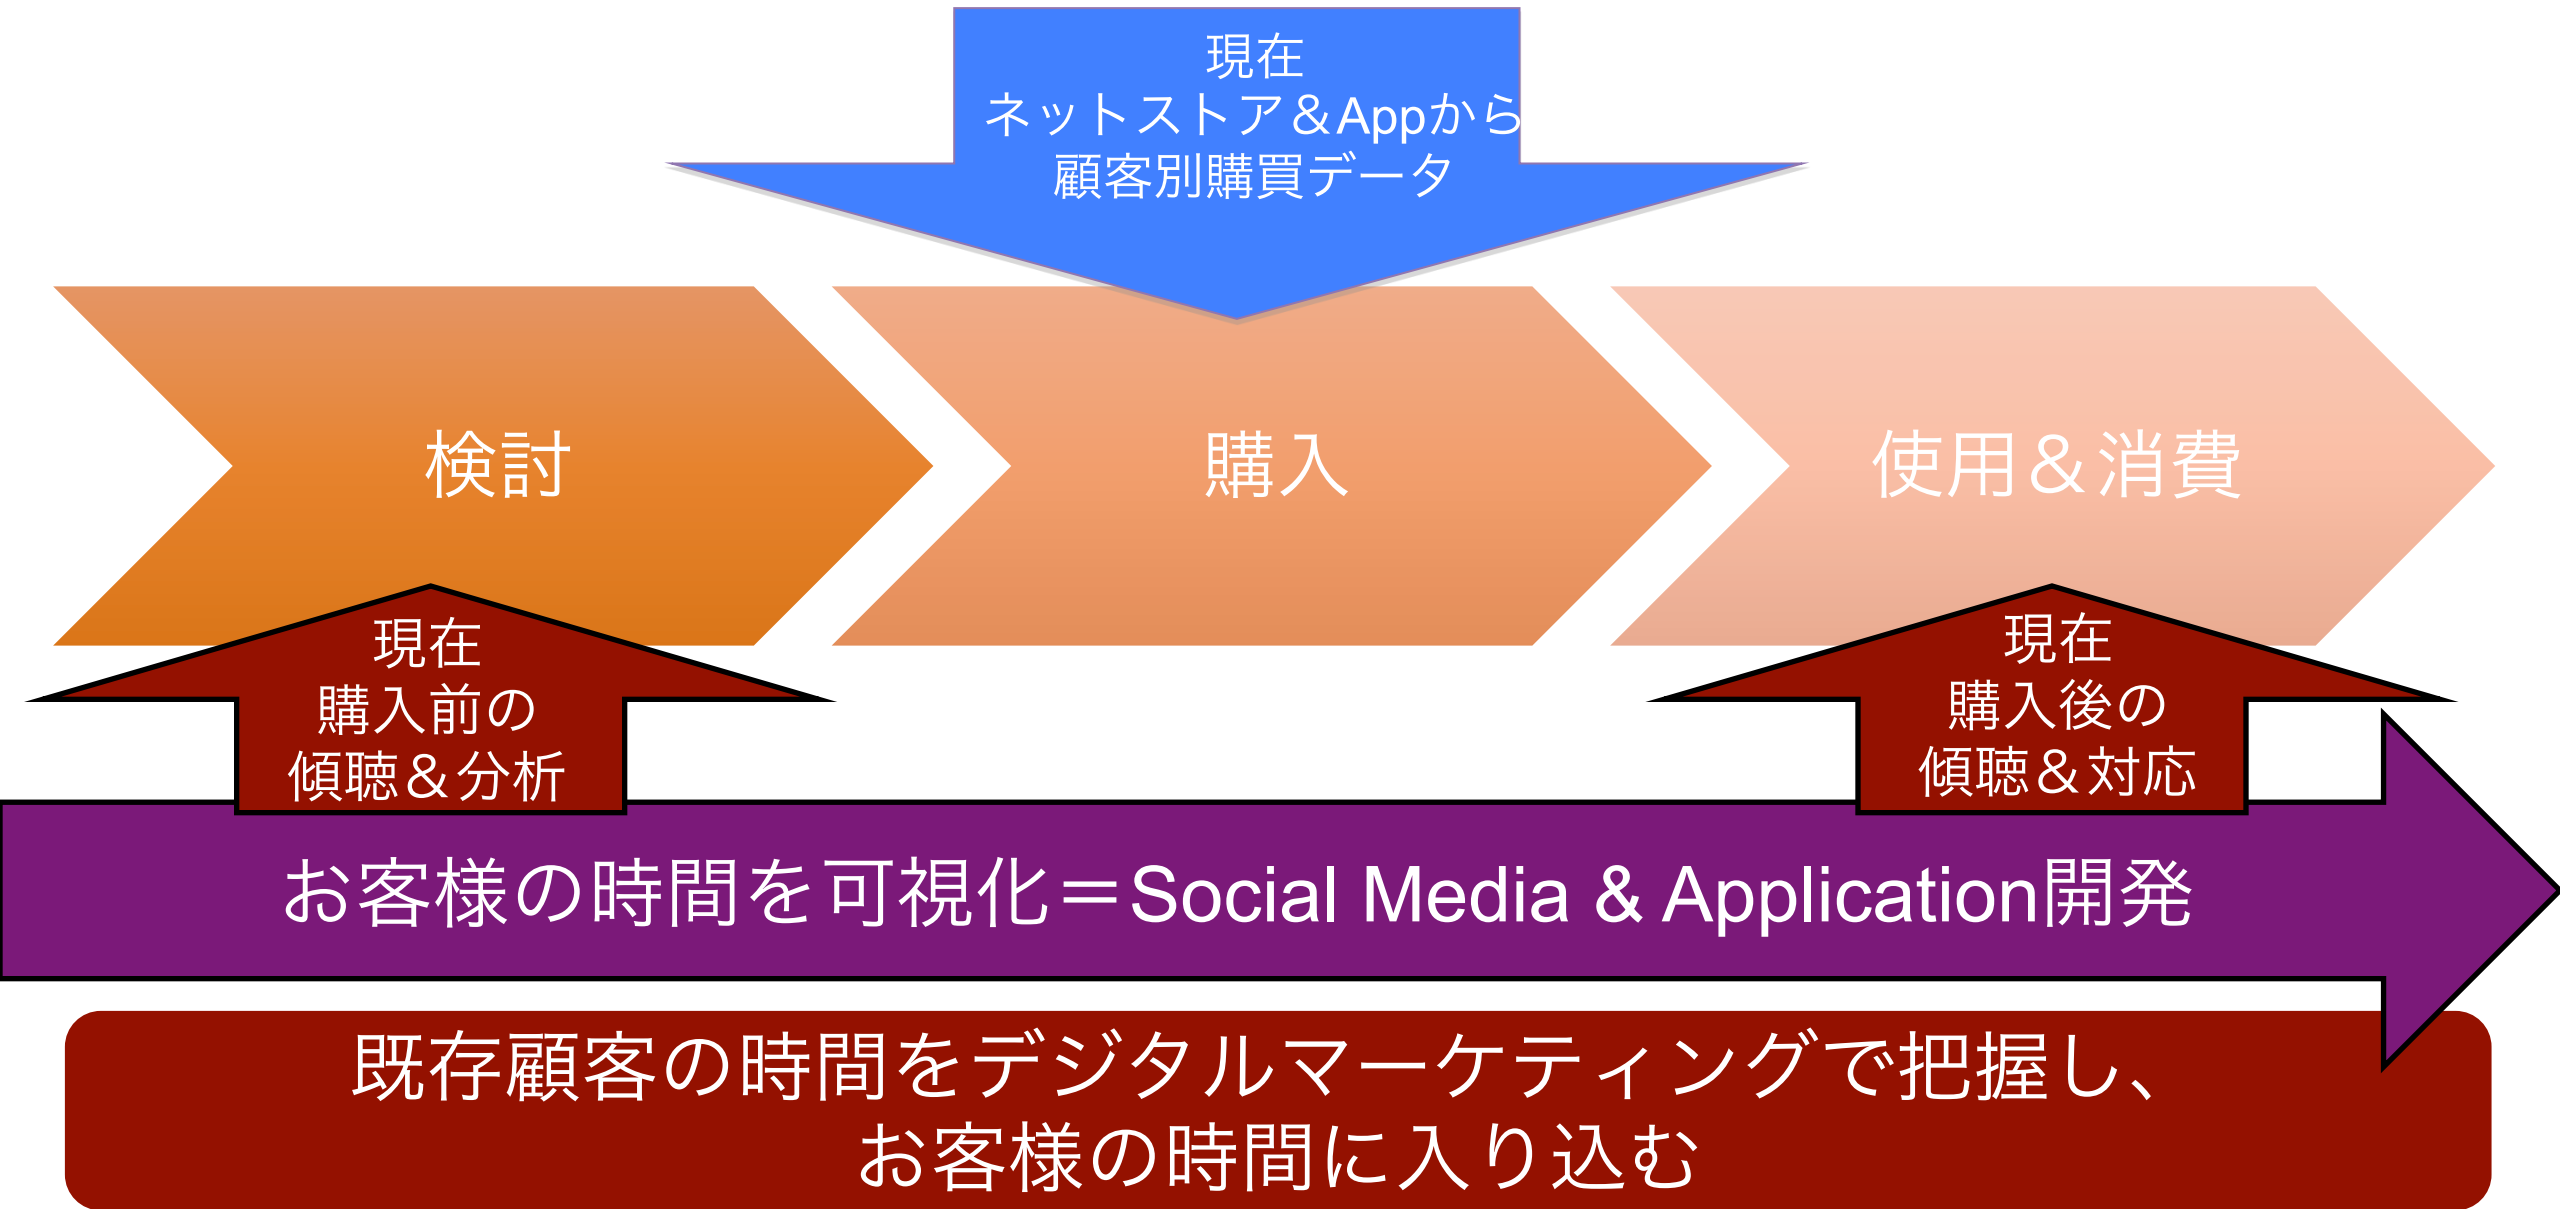 現在
ネットストア＆Appから
顧客別購買データ
検討
購入
使用＆消費
現在
購入前の
傾聴＆分析
現在
購入後の
傾聴＆対応
お客様の時間を可視化＝Social Media & Application開発
既存顧客の時間をデジタルマーケティングで把握し、
お客様の時間に入り込む